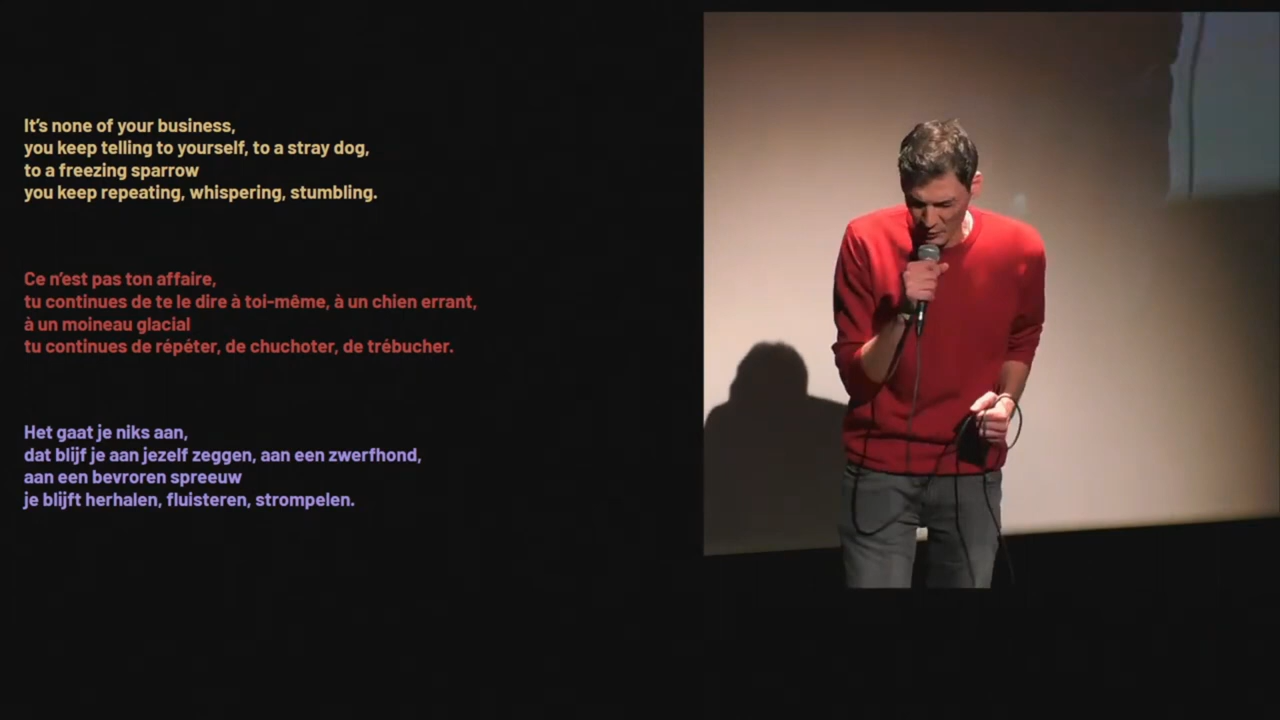 It's none of your business,
you keep telling to yourself, to a stray dog,
to a freezing sparrow
you keep repeating, whispering, stumbling.
Ce n'est pas ton affaire,
tu continues de te le dire à toi-même, à un chien errant,
à un moineau glacial
tu continues de répéter, de chuchoter, de trébucher.
Het gaat je niks aan,
dat blijf je aan jezelf zeggen, aan een zwerfhond,
aan een bevroren spreeuw
je blijft herhalen, fluisteren, strompelen.